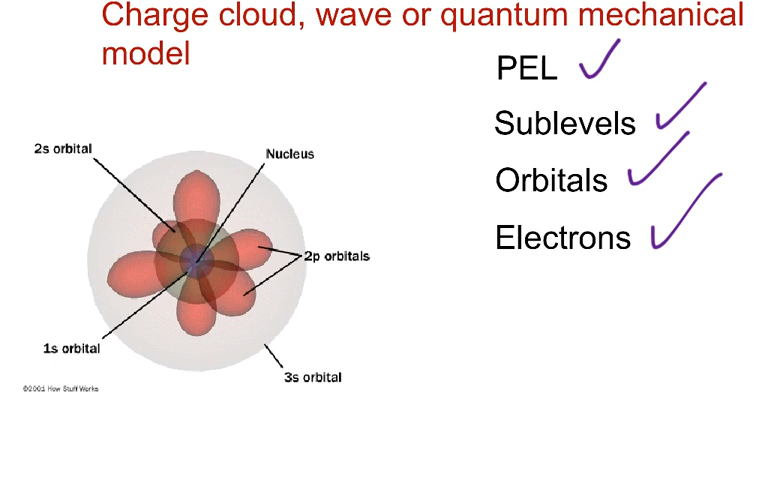 Charge cloud, wave or quantum mechanical
model
PEL
Sublevels
Orbitals
Electrons
2s orbital
Nucleus
2p orbitals
1s orbital
3s orbital
©2001 How Stuff Works